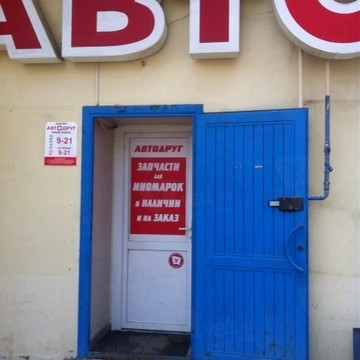 АВТО
АВТОДРУГ
9-21
9-21
АВТОДРУГ
ЗАПЧАСТИ
для
ИНОМАРОК
в НАЛИЧИИ
и на ЗАКАЗ